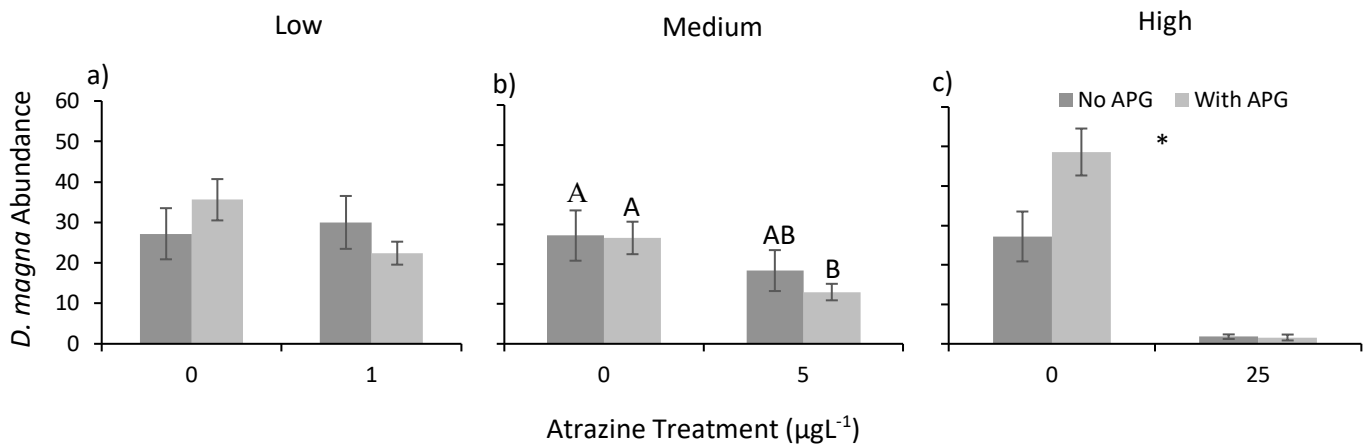 Low Medium High
a) b) c)
No APG With APG
60
50
40
30
20
10
0
D. magna Abundance
A A AB B
*
0 1 0 5 0 25
Atrazine Treatment (µgL-1)